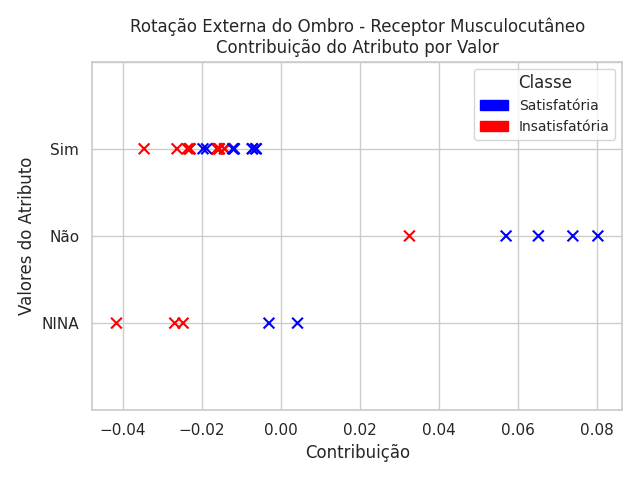 Rotação Externa do Ombro - Receptor Musculocutâneo
Contribuição do Atributo por Valor
Classe
Satisfatória
Insatisfatória
Valores do Atributo
Sim
Não
NINA
−0.04 −0.02 0.00 0.02 0.04 0.06 0.08
Contribuição